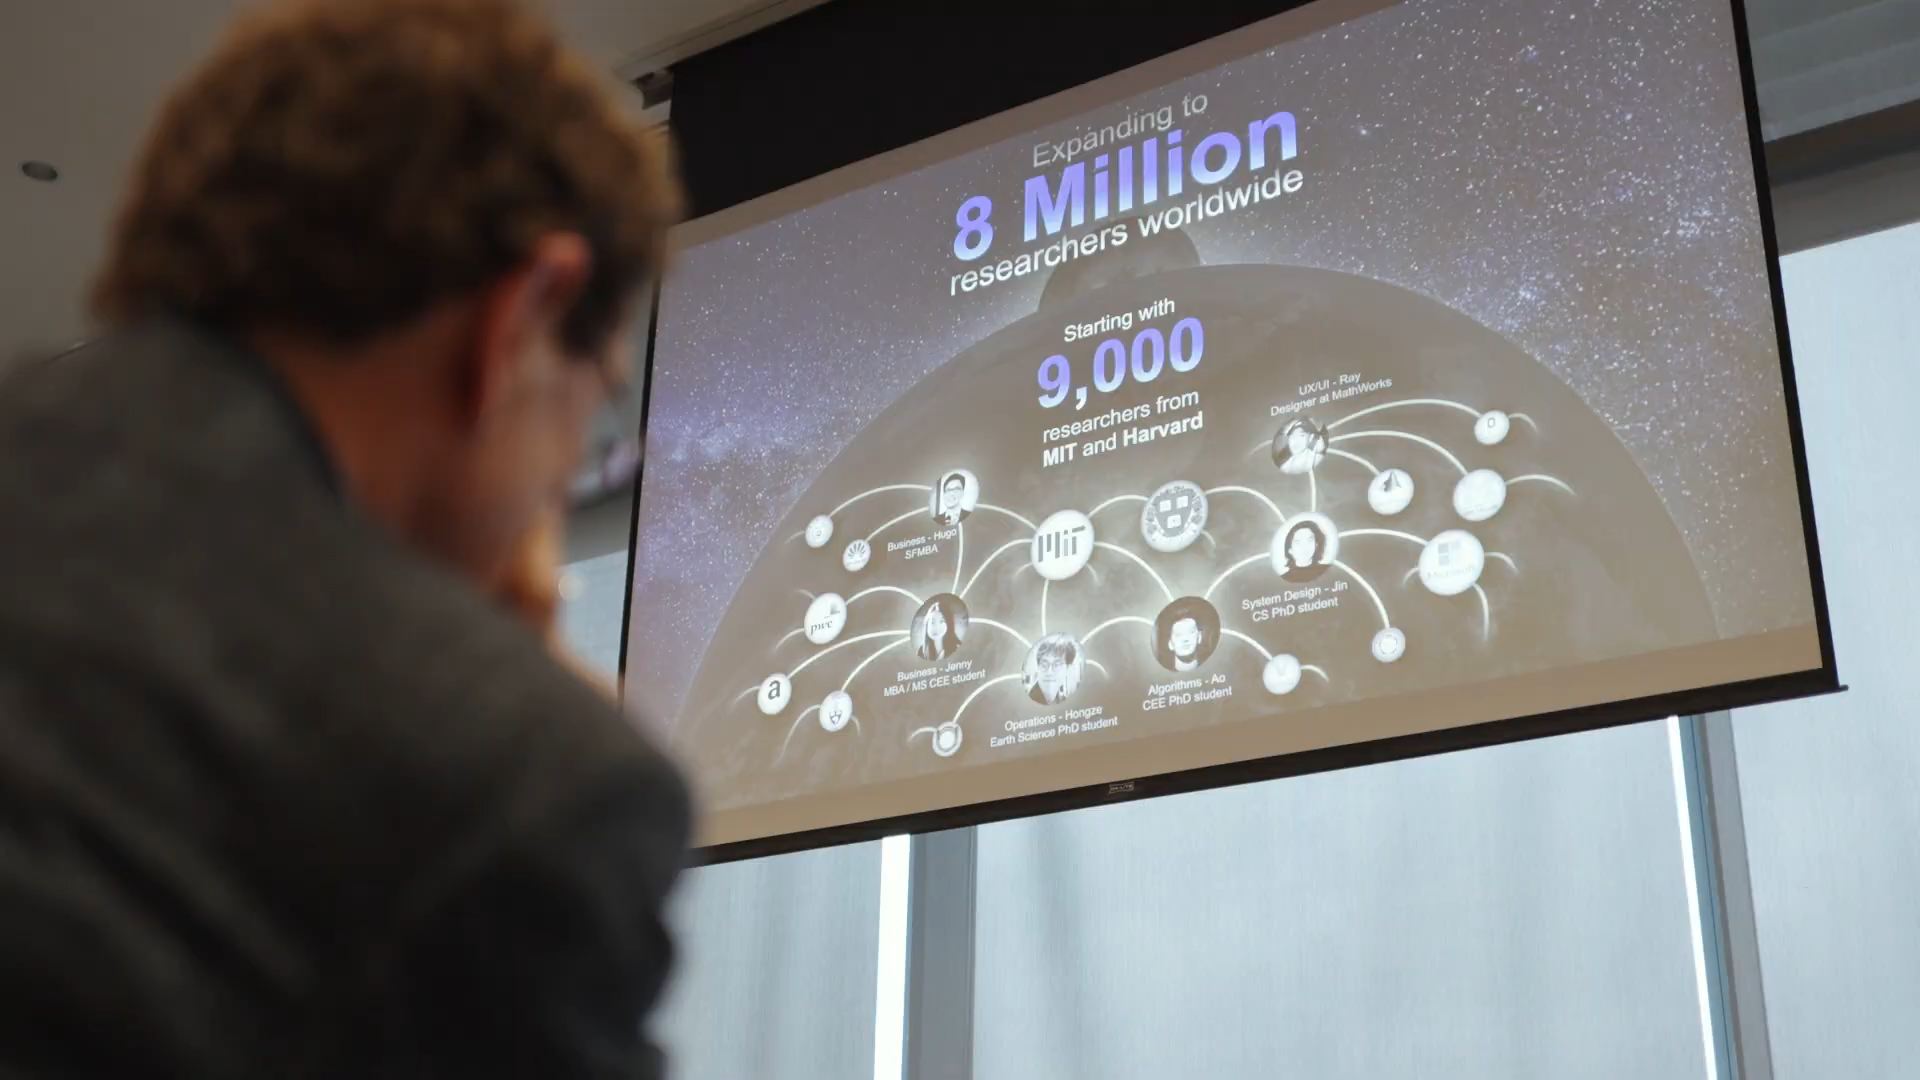 Expanding to
8 Million
researchers worldwide
Starting with
9,000
researchers from
MIT and Harvard
UX/UI - Ray
Designer at MathWorks
Business - Hugo
SFMBA
MIT
System Design - Jin
CS PhD student
Microsoft
pwc
Business - Jenny
MBA / MS CEE student
a
Algorithms - Ao
CEE PhD student
Operations - Hongze
Earth Science PhD student